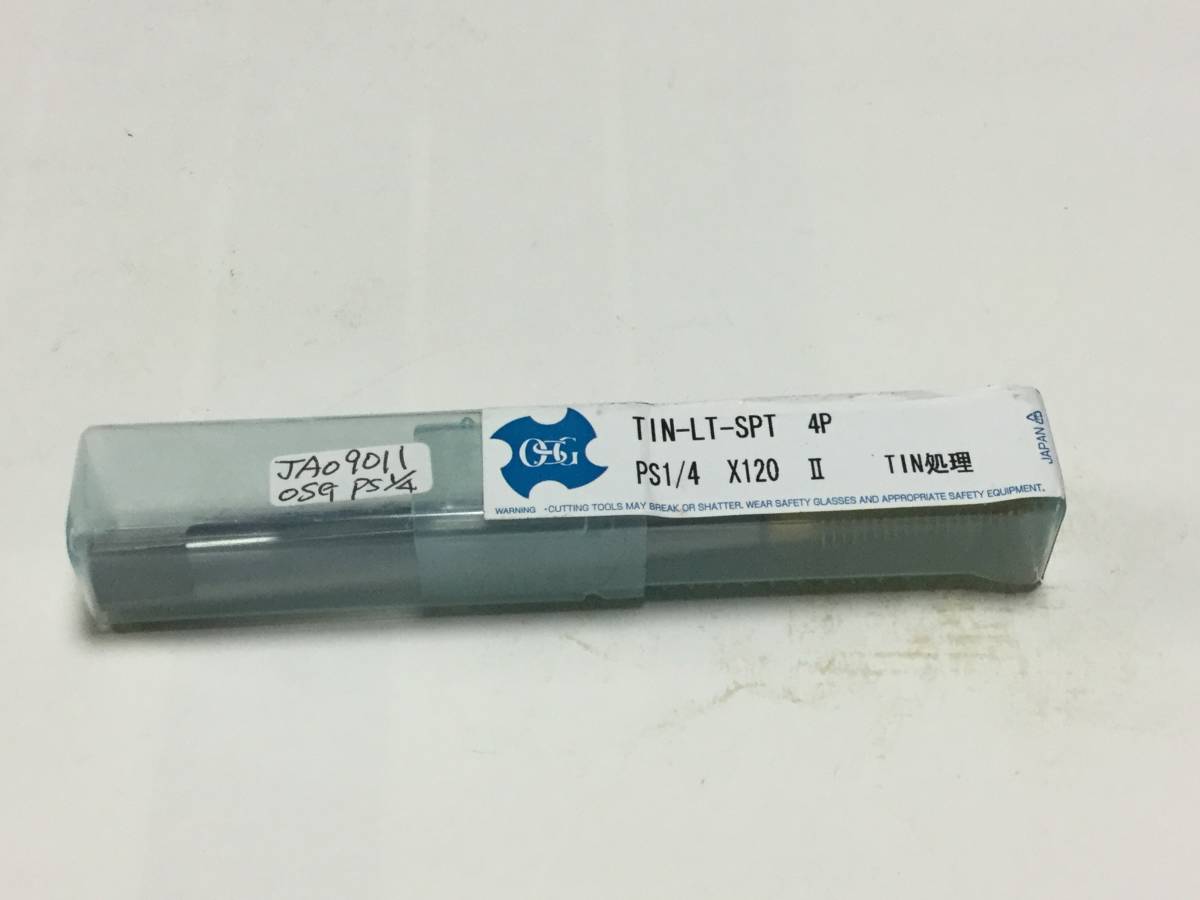 JA09011
OSG PS1/4
OSG
TIN-LT-SPT 4P
PS1/4 X120 II TIN処理
WARNING ・CUTTING TOOLS MAY BREAK OR SHATTER. WEAR SAFETY GLASSES AND APPROPRIATE SAFETY EQUIPMENT.
JAPAN